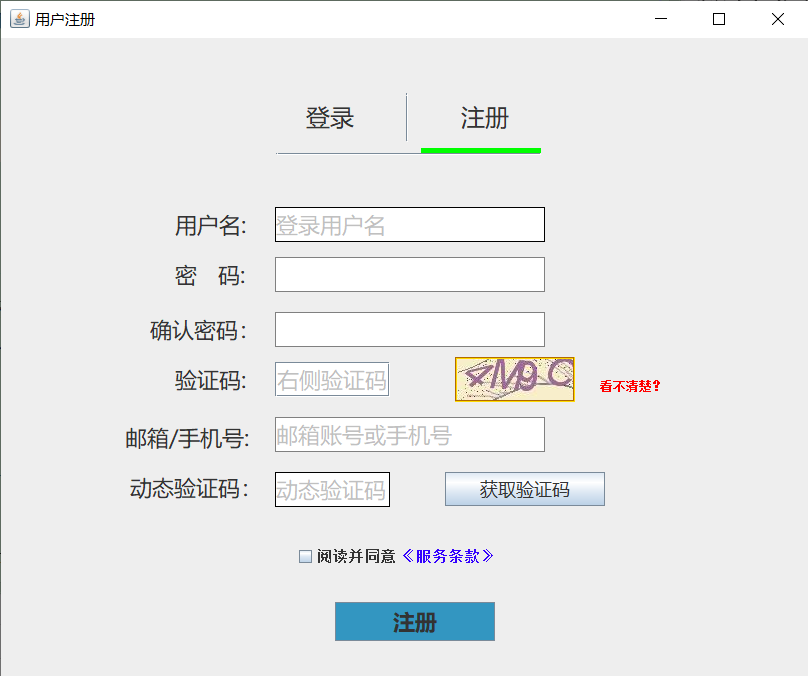 用户注册
登录 注册
用户名: 登录用户名
密 码:
确认密码:
验证码: 右侧验证码 看不清楚?
邮箱/手机号: 邮箱账号或手机号
动态验证码: 动态验证码 获取验证码
阅读并同意 《服务条款》
注册